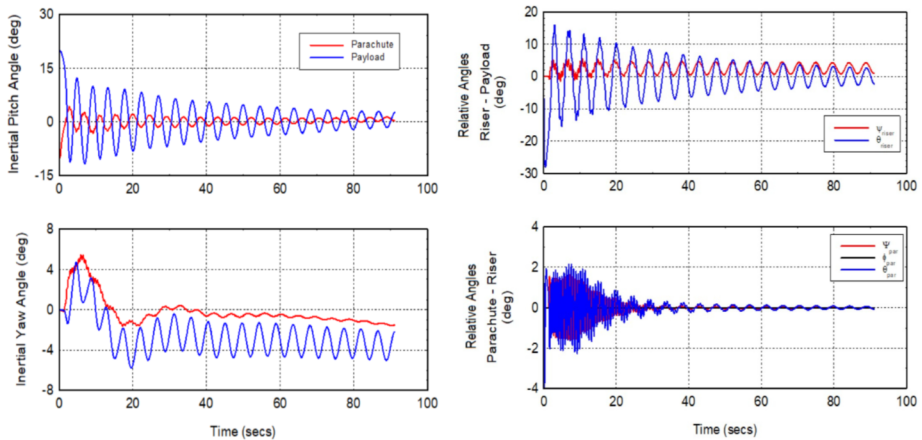 Inertial Pitch Angle (deg)
30
15
0
-15
0
20
40
60
80
100
Parachute
Payload
Relative Angles
Riser - Payload
(deg)
20
10
0
-10
-20
-30
0
20
40
60
80
100
Ψriser
θriser
Inertial Yaw Angle (deg)
8
4
0
-4
-8
0
20
40
60
80
100
Time (secs)
Relative Angles
Parachute - Riser
(deg)
4
2
0
-2
-4
0
20
40
60
80
100
Ψpar
ϕpar
θpar
Time (secs)